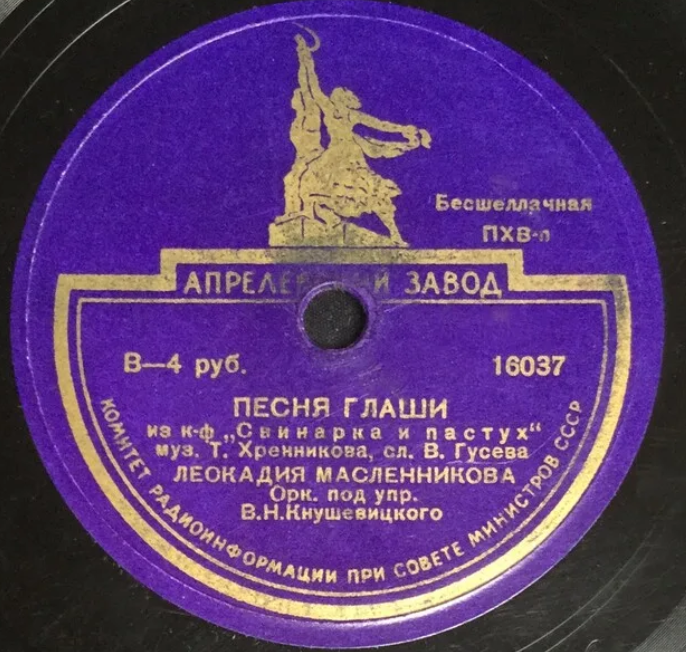 Бесшеллачная
ПХВ-п
АПРЕЛЕВСКИЙ ЗАВОД
В—4 руб.
16037
ПЕСНЯ ГЛАШИ
из к-ф „Свинарка и пастух“
муз. Т. Хренникова, сл. В. Гусева
ЛЕОКАДИЯ МАСЛЕННИКОВА
Орк. под упр.
В.Н.Кнушевицкого
КОМИТЕТ РАДИОИНФОРМАЦИИ ПРИ СОВЕТЕ МИНИСТРОВ СССР